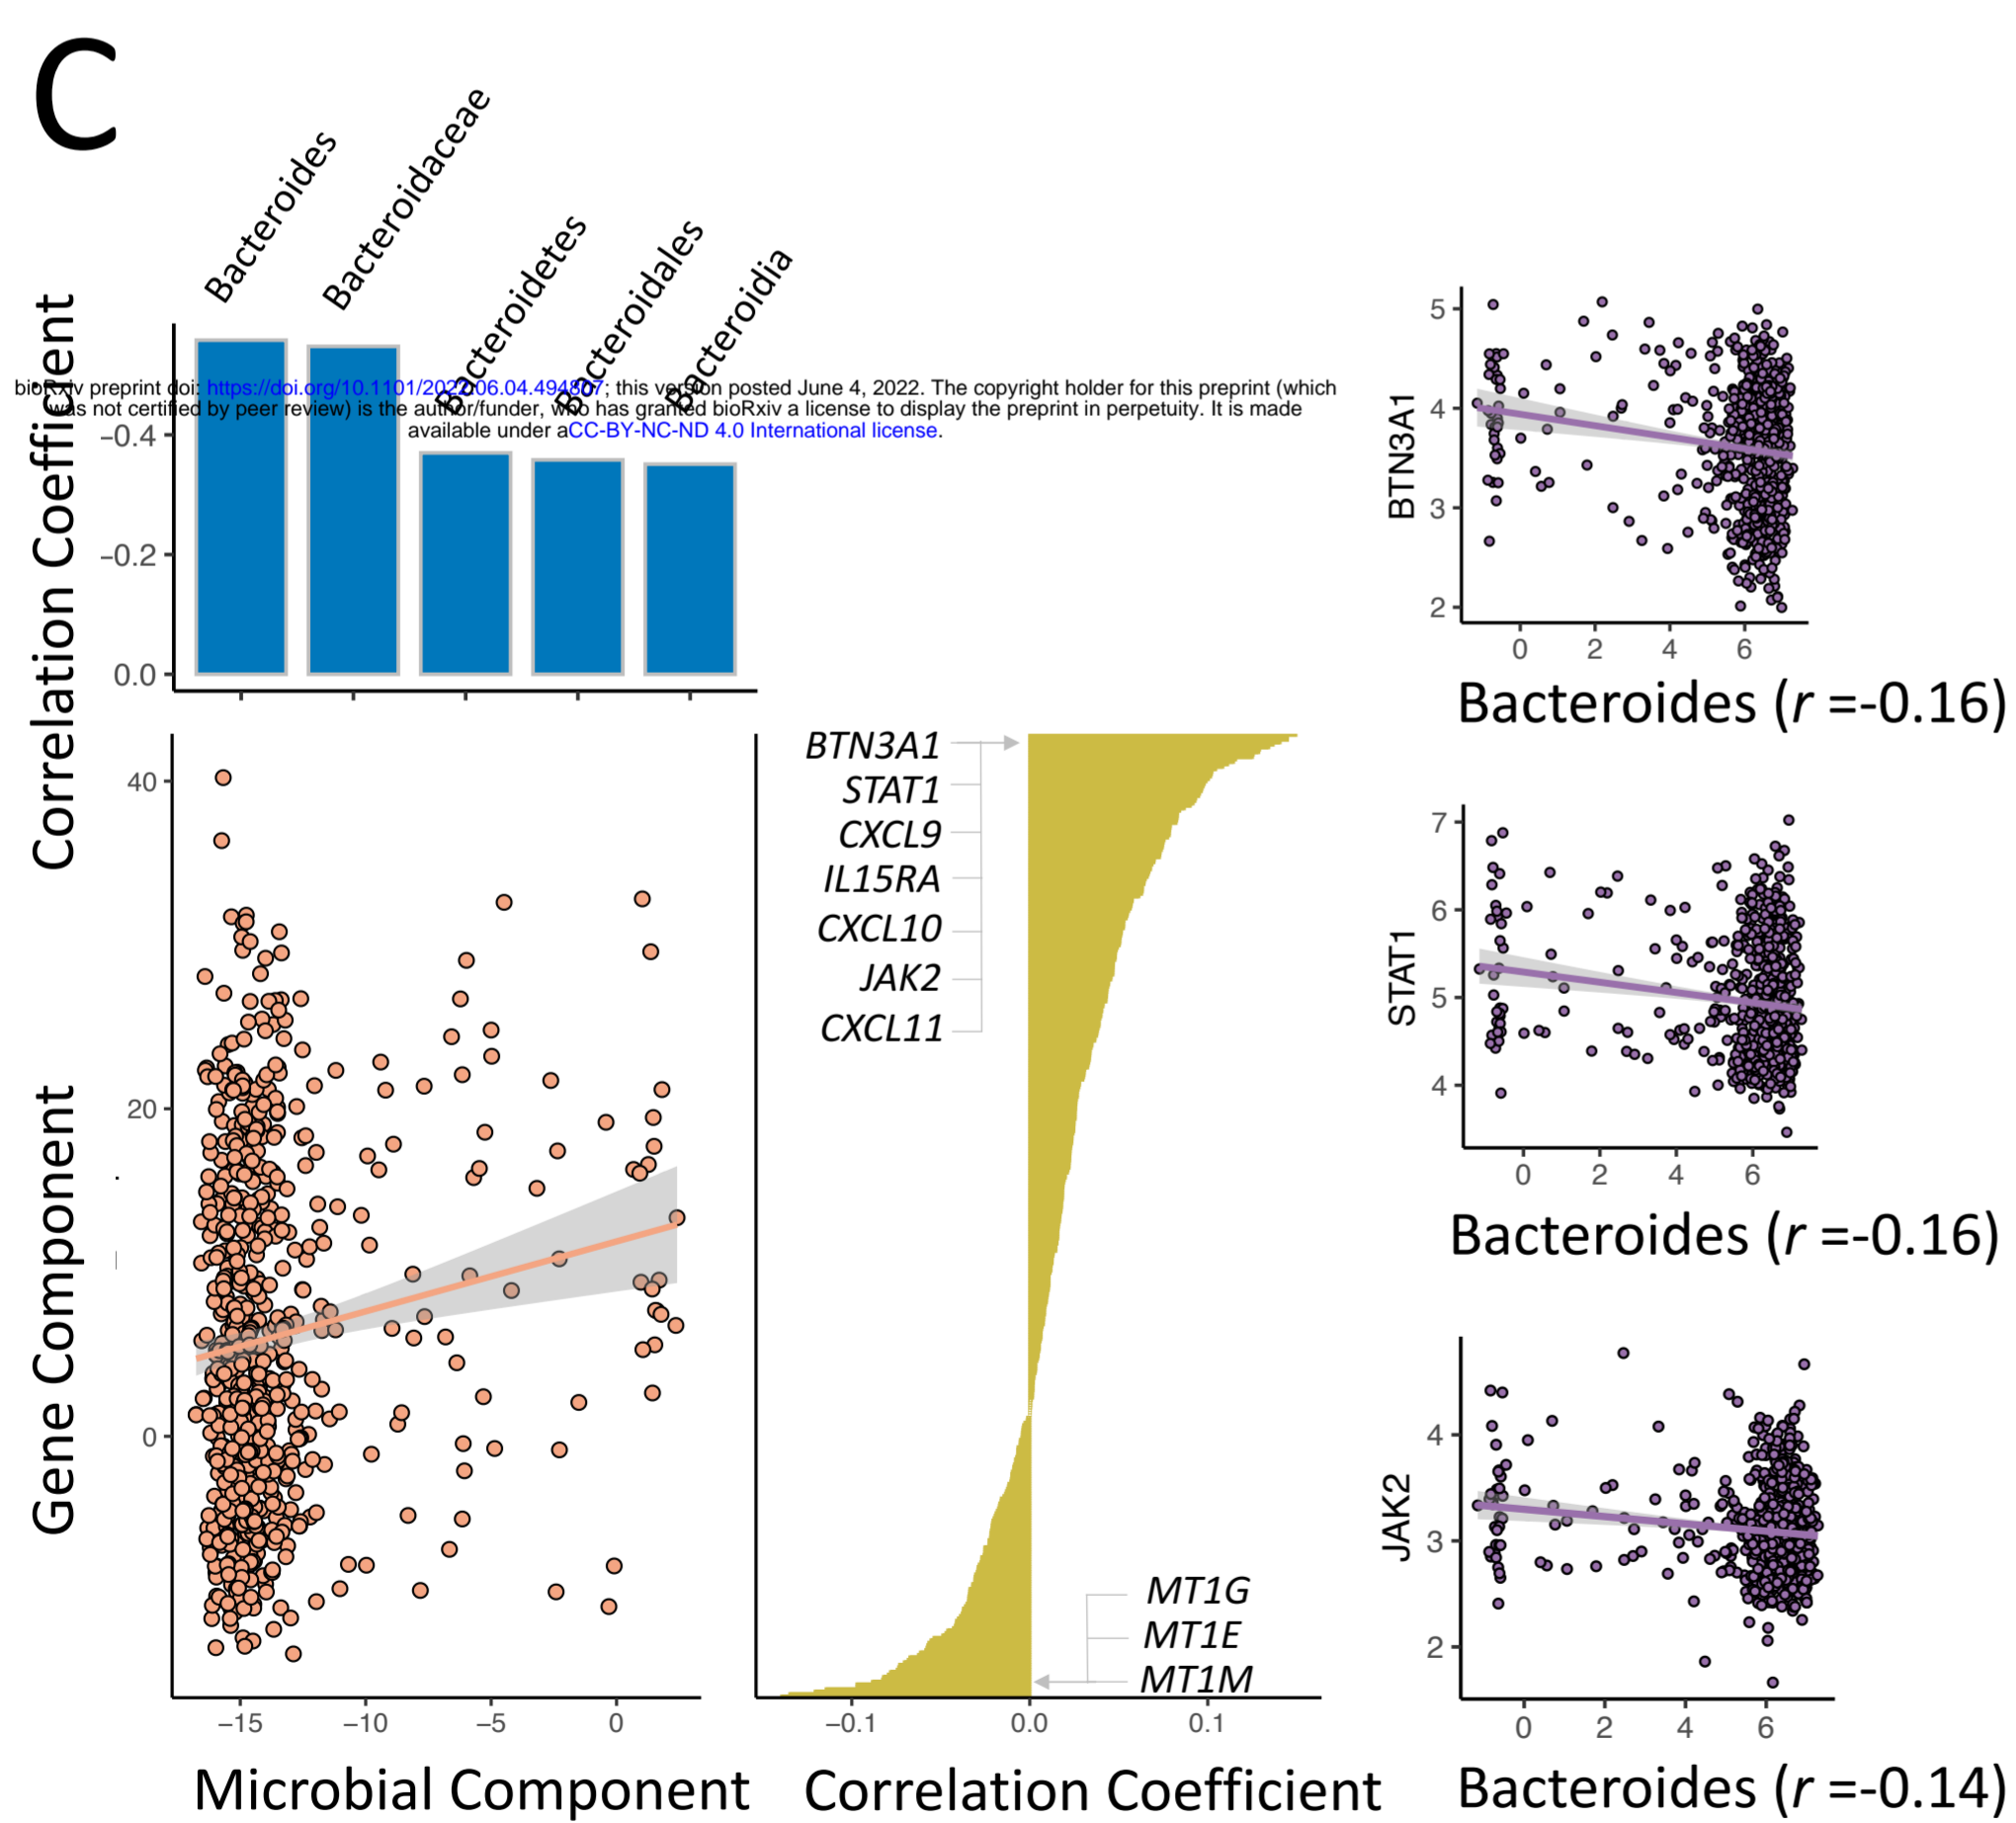 C
Bacteroides
Bacteroidaceae
Bacteroidetes
Bacteroidales
Bacteroidia
bioRxiv preprint doi: https://doi.org/10.1101/2022.06.04.494807; this version posted June 4, 2022. The copyright holder for this preprint (which
was not certified by peer review) is the author/funder, who has granted bioRxiv a license to display the preprint in perpetuity. It is made
available under aCC-BY-NC-ND 4.0 International license.
Correlation Coefficient
−0.4
−0.2
0.0
Gene Component
40
20
0
−15 −10 −5 0
Microbial Component
BTN3A1
STAT1
CXCL9
IL15RA
CXCL10
JAK2
CXCL11
MT1G
MT1E
MT1M
−0.1 0.0 0.1
Correlation Coefficient
BTN3A1
5
4
3
2
0 2 4 6
Bacteroides (r =-0.16)
STAT1
7
6
5
4
0 2 4 6
Bacteroides (r =-0.16)
JAK2
4
3
2
0 2 4 6
Bacteroides (r =-0.14)